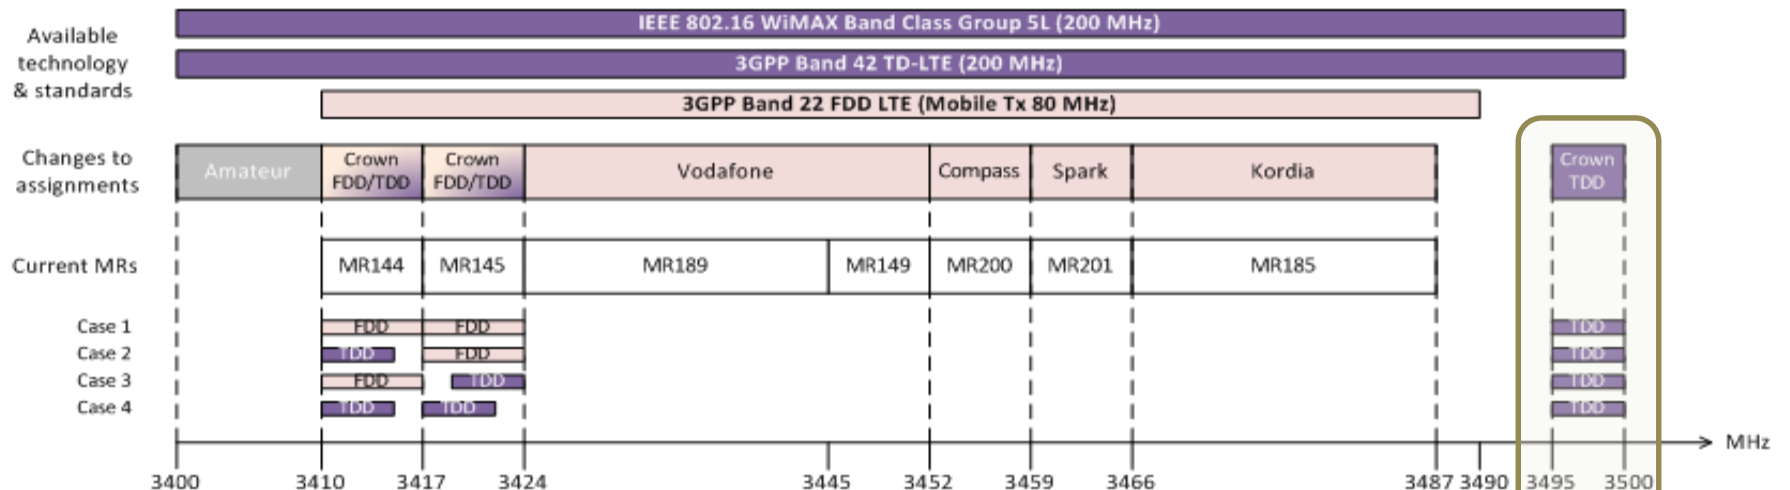 IEEE 802.16 WiMAX Band Class Group 5L (200 MHz)
Available
technology
& standards
3GPP Band 42 TD-LTE (200 MHz)
3GPP Band 22 FDD LTE (Mobile Tx 80 MHz)
Changes to
assignments
Amateur
Crown
FDD/TDD
Crown
FDD/TDD
Vodafone
Compass
Spark
Kordia
Crown
TDD
Current MRs
MR144
MR145
MR189
MR149
MR200
MR201
MR185
Case 1
FDD
FDD
TDD
Case 2
TDD
FDD
TDD
Case 3
FDD
TDD
TDD
Case 4
TDD
TDD
TDD
MHz
3400
3410
3417
3424
3445
3452
3459
3466
3487
3490
3495
3500